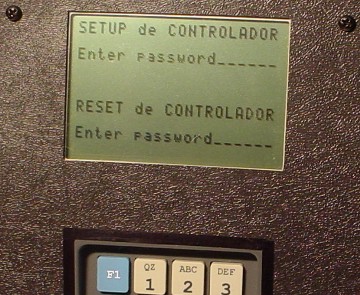 SETUP de CONTROLADOR
Enter password______
RESET de CONTROLADOR
Enter password______
F1
QZ
1
ABC
2
DEF
3